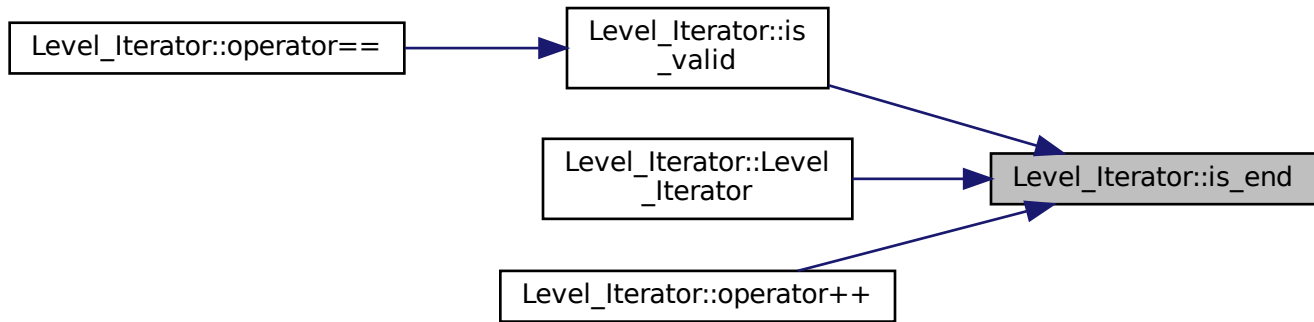 Level_Iterator::operator==
Level_Iterator::is
_valid
Level_Iterator::Level
_Iterator
Level_Iterator::is_end
Level_Iterator::operator++